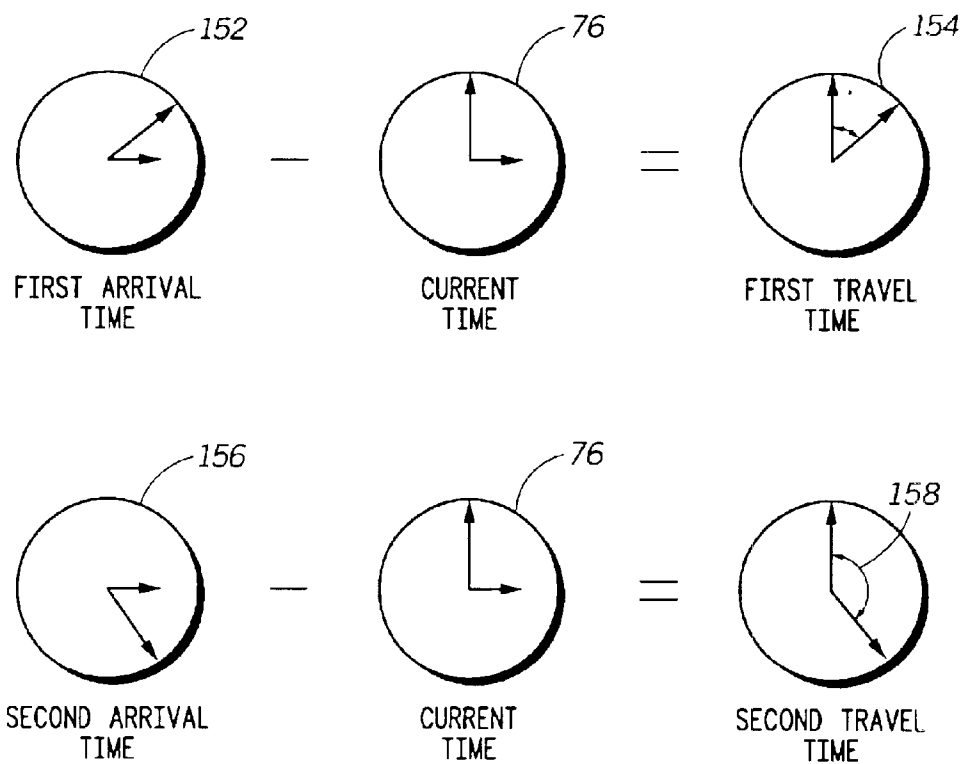 152
76
154
FIRST ARRIVAL
TIME
CURRENT
TIME
FIRST TRAVEL
TIME
156
76
158
SECOND ARRIVAL
TIME
CURRENT
TIME
SECOND TRAVEL
TIME